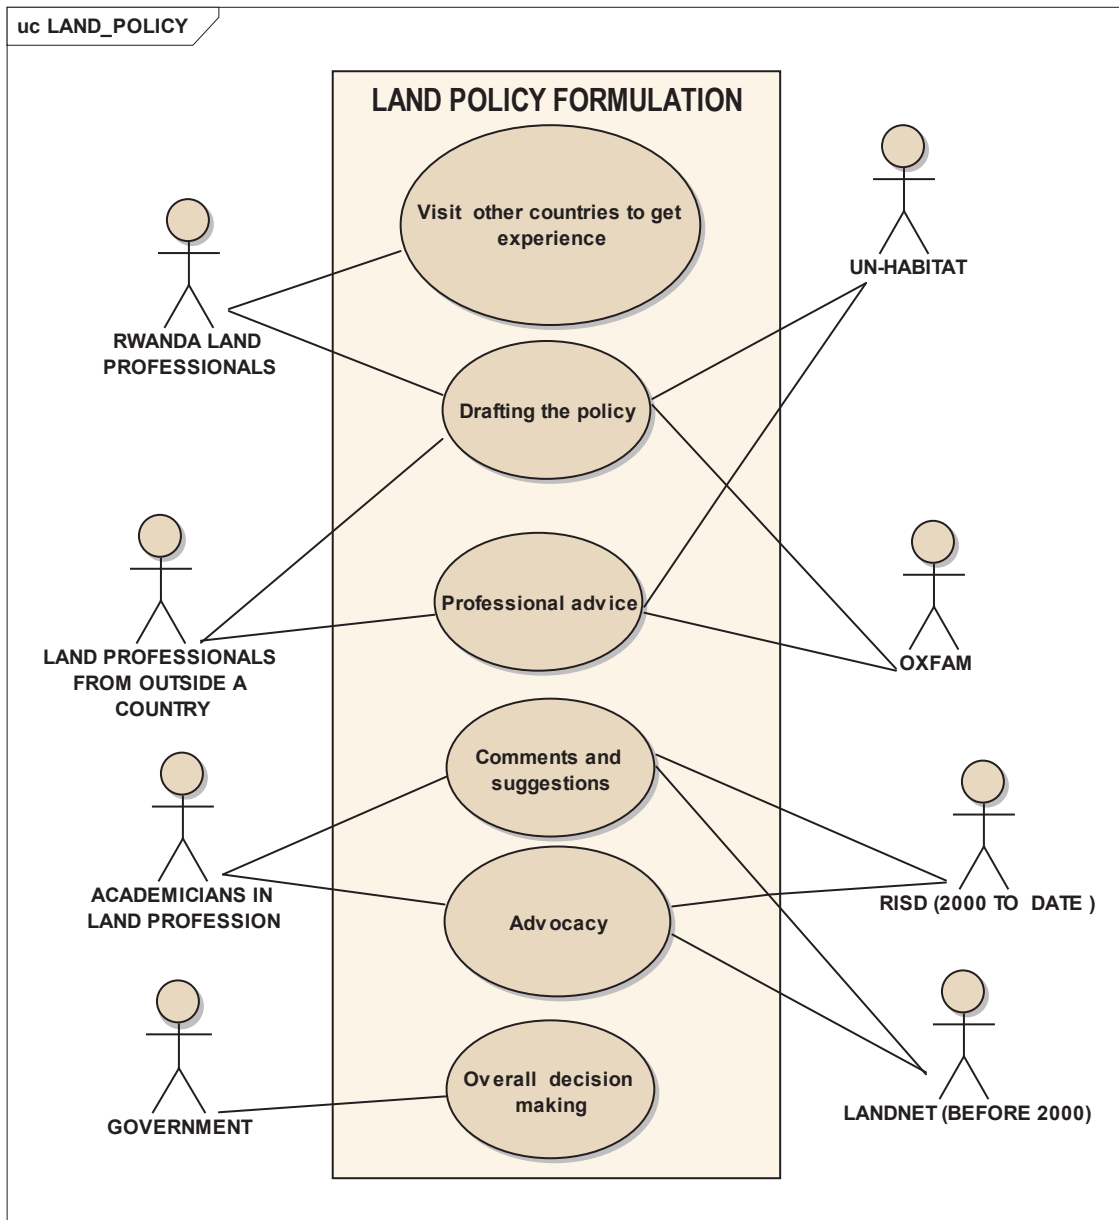 uc LAND_POLICY
LAND POLICY FORMULATION
Visit other countries to get
experience
UN-HABITAT
RWANDA LAND
PROFESSIONALS
Drafting the policy
Professional advice
LAND PROFESSIONALS
FROM OUTSIDE A
COUNTRY
OXFAM
Comments and
suggestions
ACADEMICIANS IN
LAND PROFESSION
RISD (2000 TO DATE )
Advocacy
Overall decision
making
GOVERNMENT
LANDNET (BEFORE 2000)